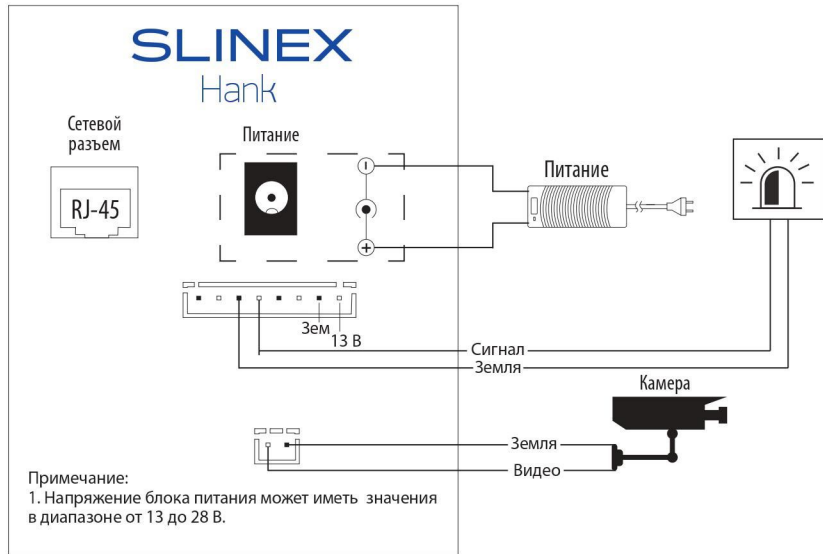 SLINEX
Hank
Сетевой
разъем
RJ-45
Питание
Питание
Зем
13 В
Сигнал
Земля
Камера
Земля
Видео
Примечание:
1. Напряжение блока питания может иметь значения
в диапазоне от 13 до 28 В.